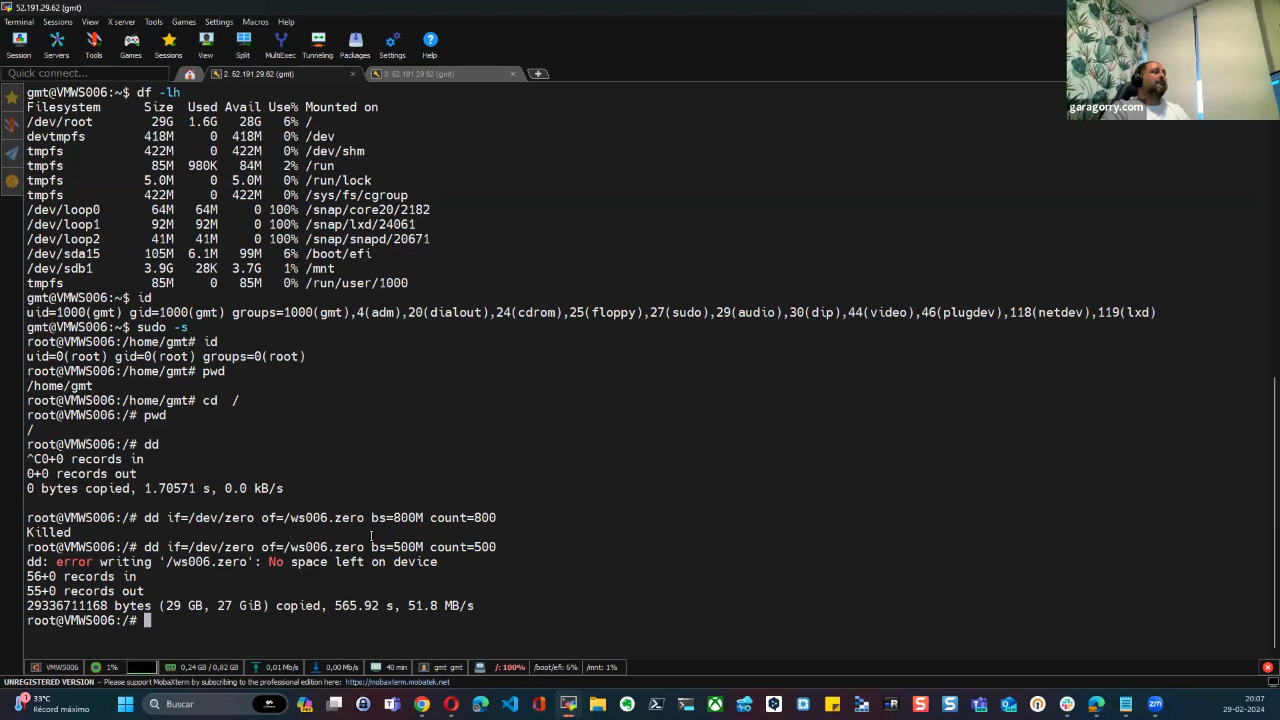 52.191.29.62 (gmt)
Terminal Sessions View X server Tools Games Settings Macros Help
Session Servers Tools Games Sessions View Split MultiExec Tunneling Packages Settings Help
Quick connect...
2. 52.191.29.62 (gmt)
3. 52.191.29.62 (gmt)
garagorry.com
gmt@VMWS006:~$ df -lh
Filesystem Size Used Avail Use% Mounted on
/dev/root 29G 1.6G 28G 6% /
devtmpfs 418M 0 418M 0% /dev
tmpfs 422M 0 422M 0% /dev/shm
tmpfs 85M 980K 84M 2% /run
tmpfs 5.0M 0 5.0M 0% /run/lock
tmpfs 422M 0 422M 0% /sys/fs/cgroup
/dev/loop0 64M 64M 0 100% /snap/core20/2182
/dev/loop1 92M 92M 0 100% /snap/lxd/24061
/dev/loop2 41M 41M 0 100% /snap/snapd/20671
/dev/sda15 105M 6.1M 99M 6% /boot/efi
/dev/sdb1 3.9G 28K 3.7G 1% /mnt
tmpfs 85M 0 85M 0% /run/user/1000
gmt@VMWS006:~$ id
uid=1000(gmt) gid=1000(gmt) groups=1000(gmt),4(adm),20(dialout),24(cdrom),25(floppy),27(sudo),29(audio),30(dip),44(video),46(plugdev),118(netdev),119(lxd)
gmt@VMWS006:~$ sudo -s
root@VMWS006:/home/gmt# id
uid=0(root) gid=0(root) groups=0(root)
root@VMWS006:/home/gmt# pwd
/home/gmt
root@VMWS006:/home/gmt# cd /
root@VMWS006:/# pwd
/
root@VMWS006:/# dd
^C0+0 records in
0+0 records out
0 bytes copied, 1.70571 s, 0.0 kB/s
root@VMWS006:/# dd if=/dev/zero of=/ws006.zero bs=800M count=800
Killed
root@VMWS006:/# dd if=/dev/zero of=/ws006.zero bs=500M count=500
dd: error writing '/ws006.zero': No space left on device
56+0 records in
55+0 records out
29336711168 bytes (29 GB, 27 GiB) copied, 565.92 s, 51.8 MB/s
root@VMWS006:/#
VMWS006 1% 0,24 GB / 0,82 GB 0,01 Mb/s 0,00 Mb/s 40 min gmt gmt /: 100% /boot/efi: 6% /mnt: 1%
UNREGISTERED VERSION - Please support MobaXterm by subscribing to the professional edition here: https://mobaxterm.mobatek.net
33°C
Récord máximo
Buscar
20:07
29-02-2024